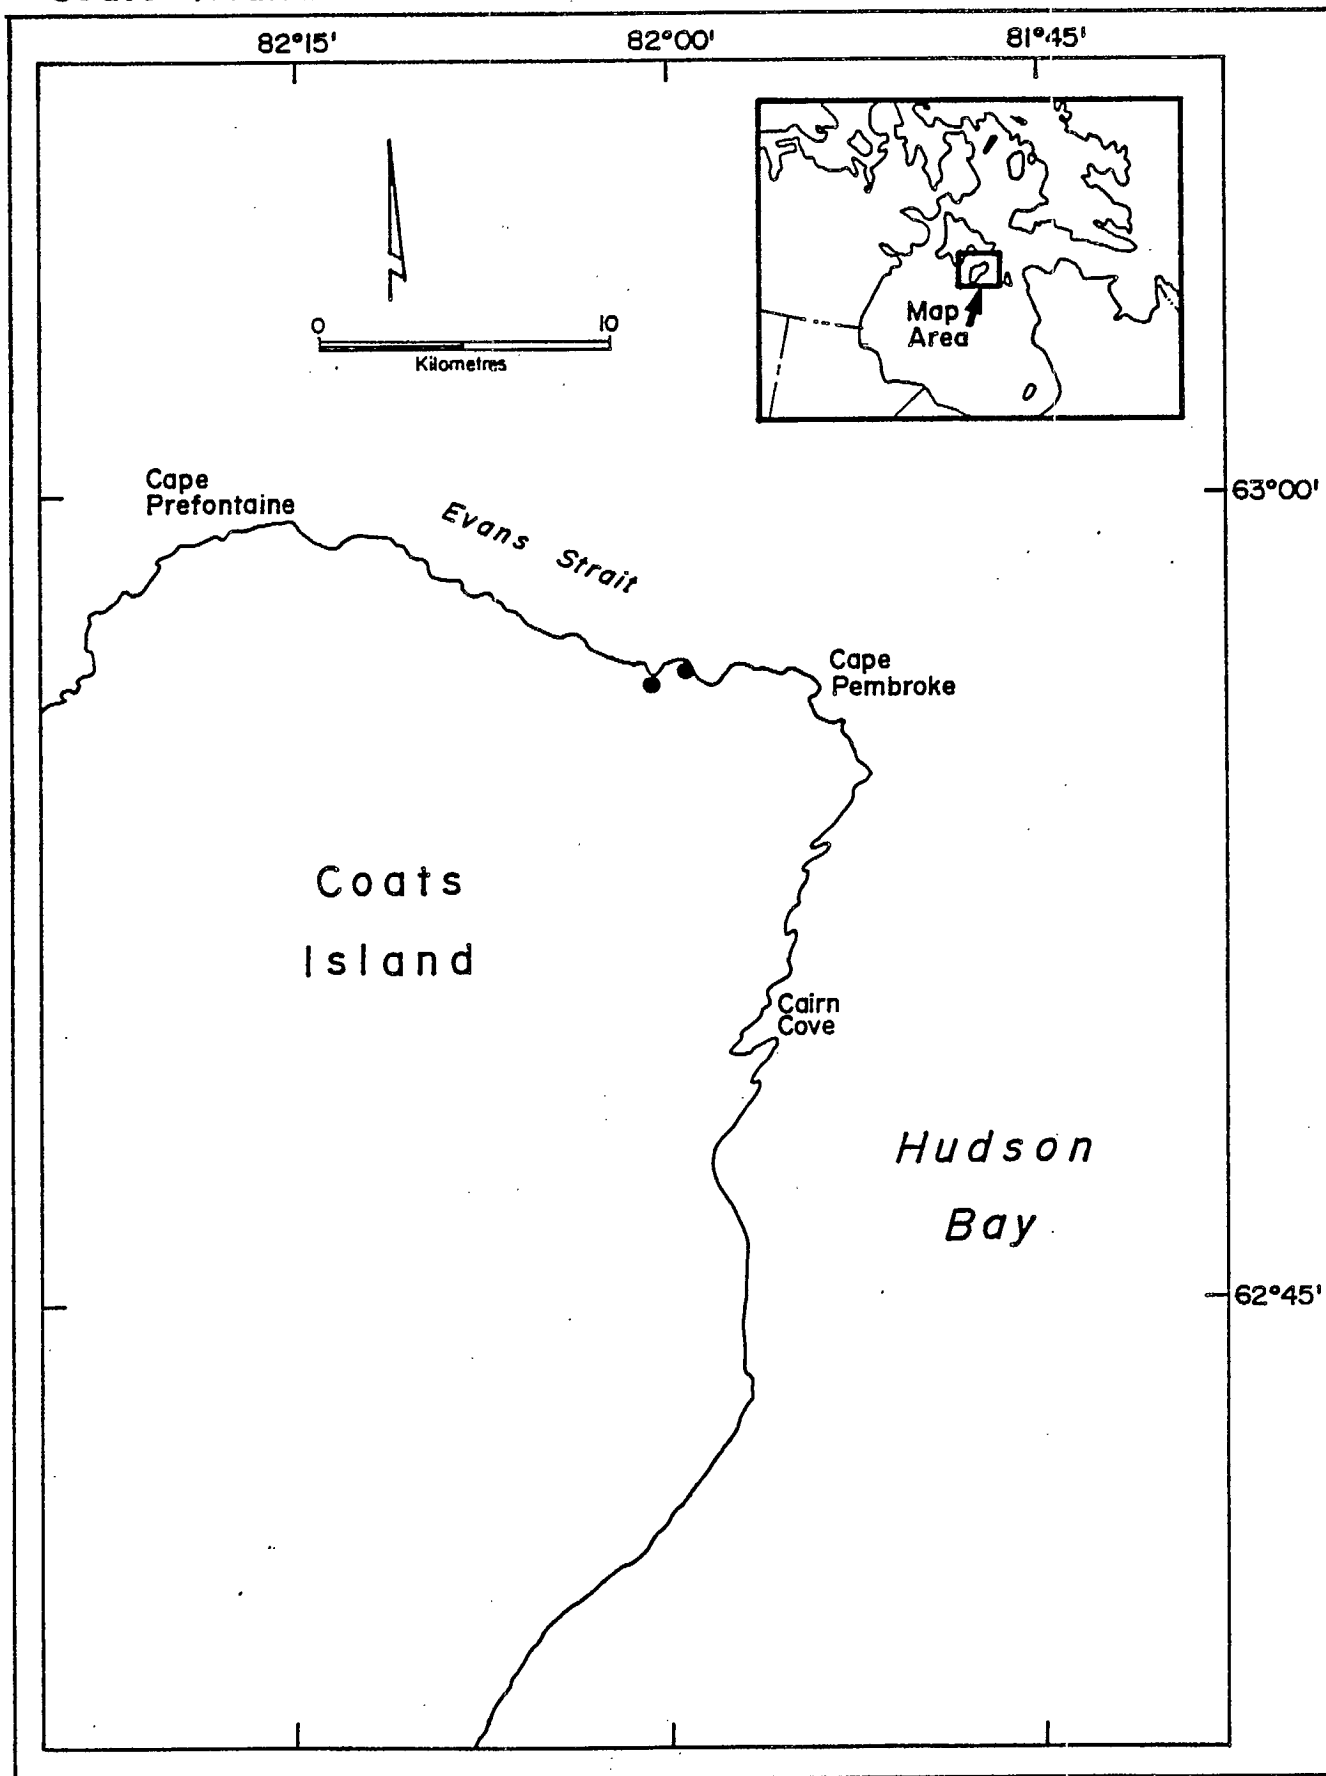 82°15' 82°00' 81°45'
Map
Area
0 10
Kilometres
Cape
Prefontaine
63°00'
Evans Strait
Cape
Pembroke
Coats
Island
Cairn
Cove
Hudson
Bay
62°45'